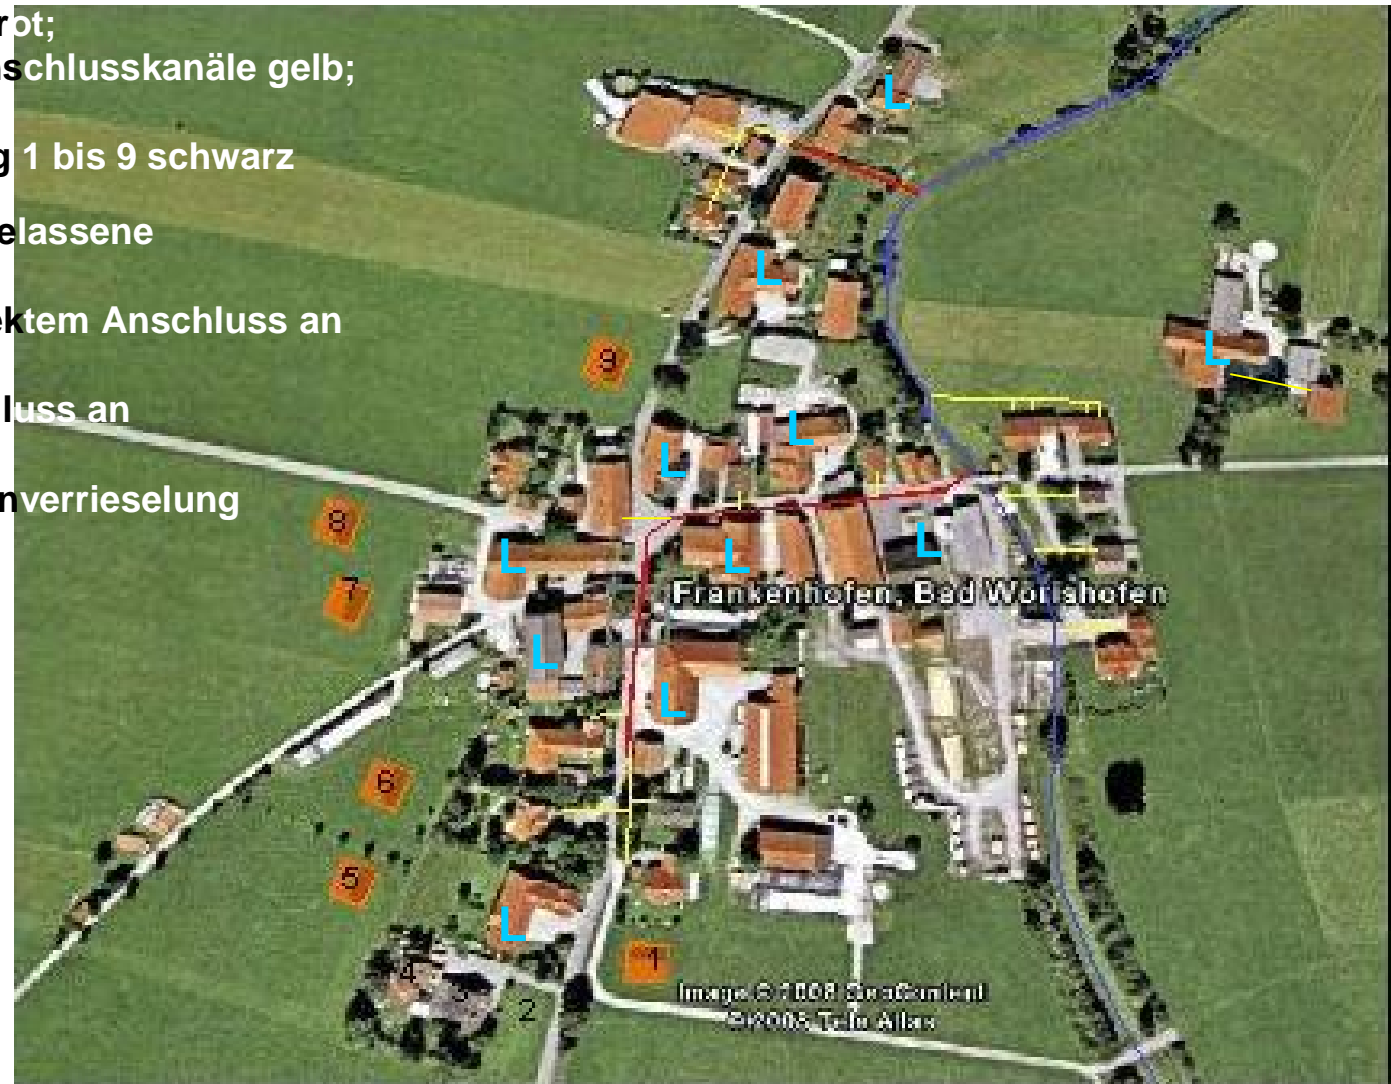 rot;
schlusskanäle gelb;
g 1 bis 9 schwarz
elassene
ktem Anschluss an
luss an
nverrieselung
L
L
L
9
L
L
8
L
L
L
7
Frankenhofen, Bad Wörishofen
L
L
6
5
L
4
3
1
2
Image © 2008 GeoContent
© 2008 Tele Atlas